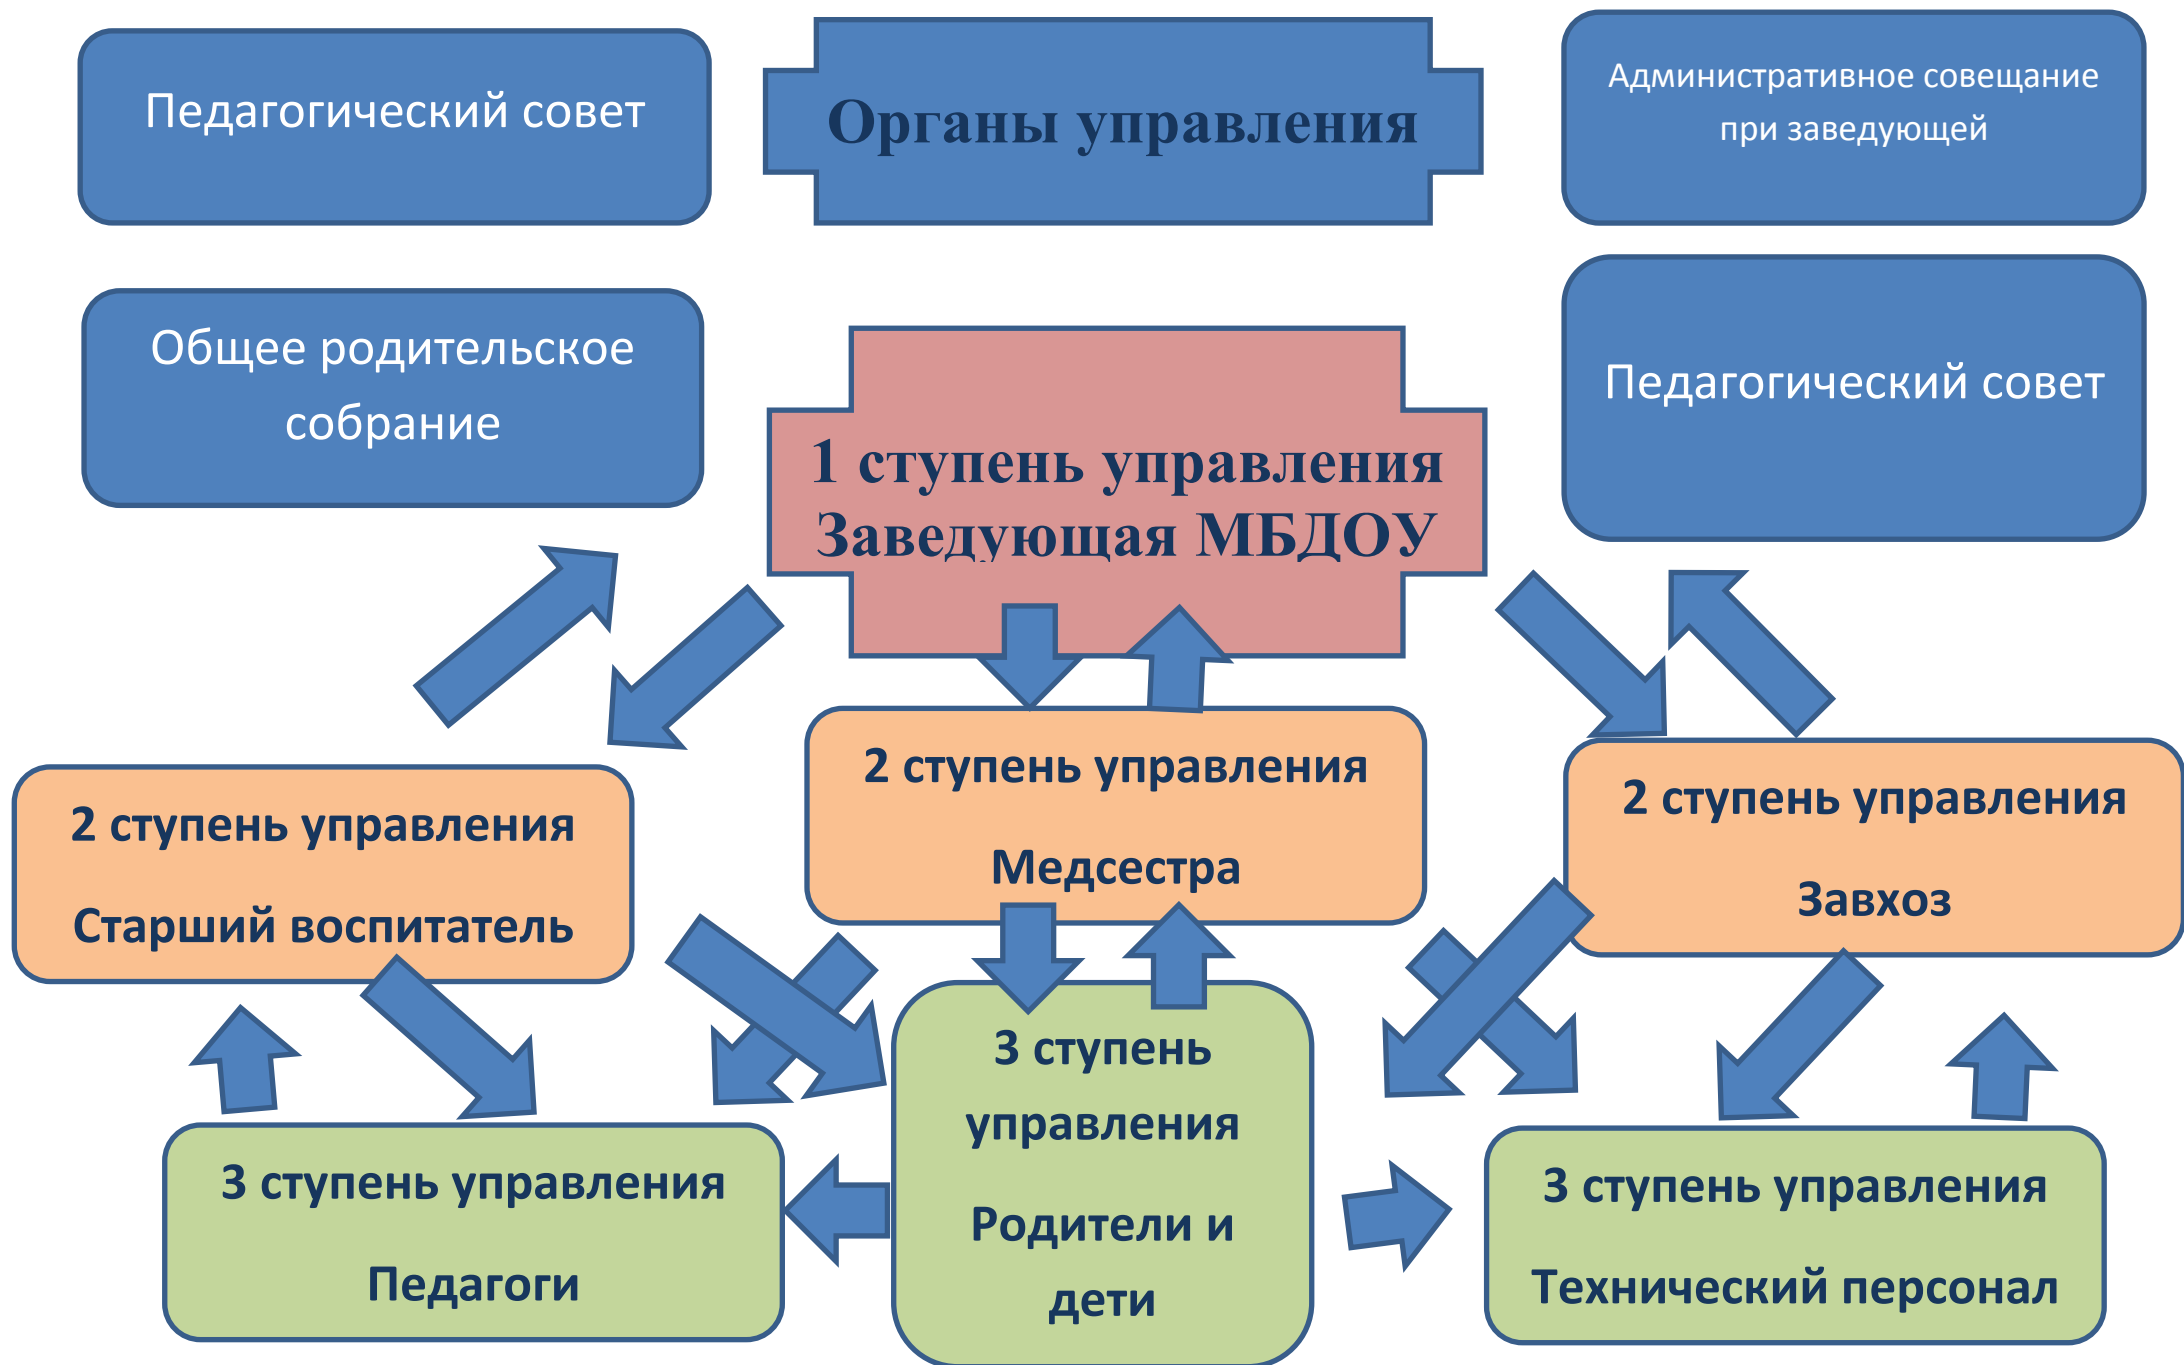 Педагогический совет
Органы управления
Административное совещание
при заведующей
Общее родительское
собрание
Педагогический совет
1 ступень управления
Заведующая МБДОУ
2 ступень управления
Старший воспитатель
2 ступень управления
Медсестра
2 ступень управления
Завхоз
3 ступень управления
Педагоги
3 ступень
управления
Родители и
дети
3 ступень управления
Технический персонал